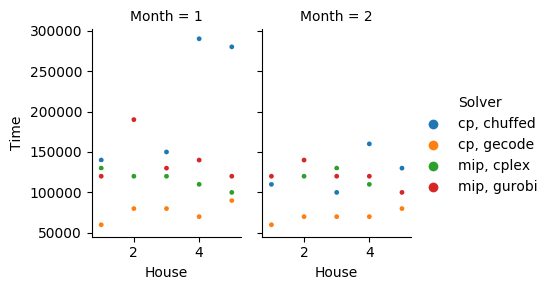 Month = 1
Month = 2
300000
250000
200000
150000
100000
50000
Time
2
4
2
4
House
House
Solver
cp, chuffed
cp, gecode
mip, cplex
mip, gurobi